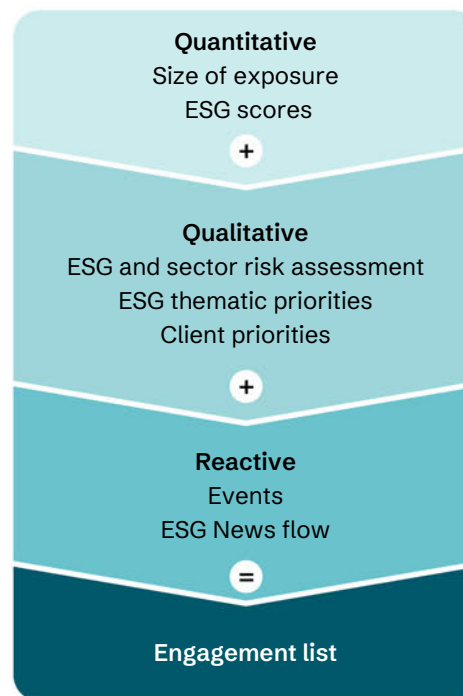 Quantitative
Size of exposure
ESG scores
+
Qualitative
ESG and sector risk assessment
ESG thematic priorities
Client priorities
+
Reactive
Events
ESG News flow
=
Engagement list